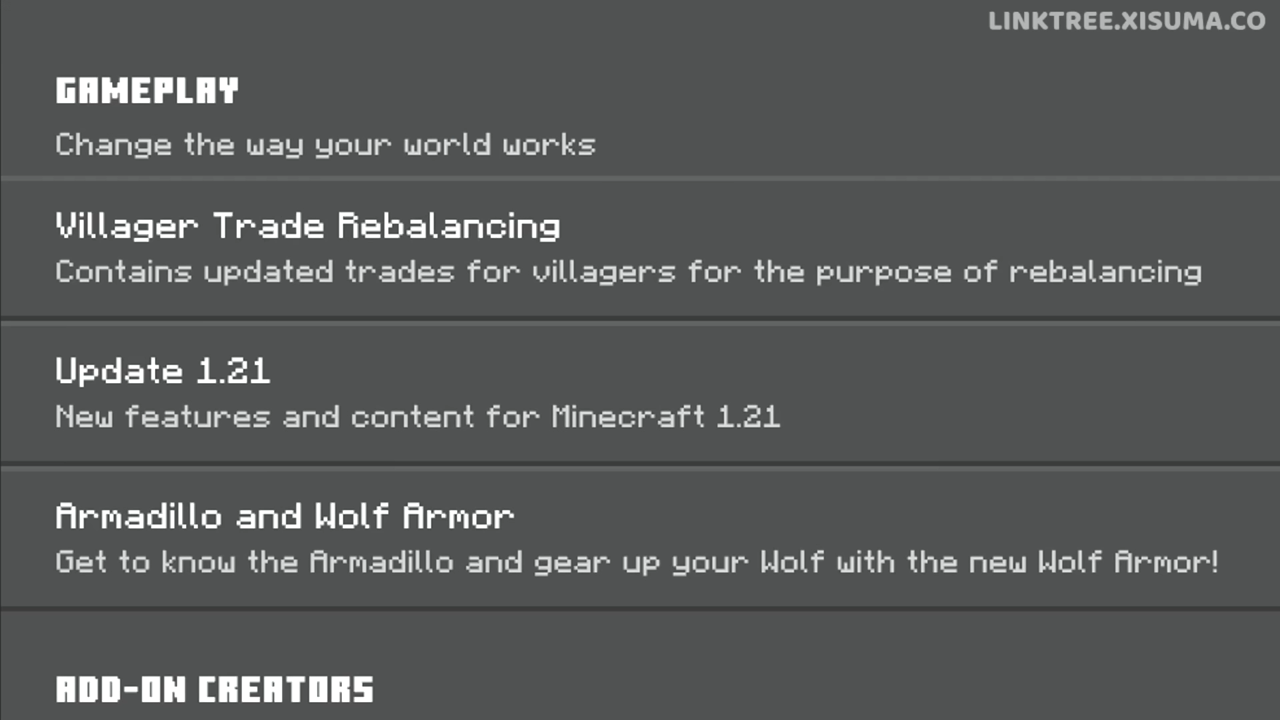 LINKTREE.XISUMA.CO
GAMEPLAY
Change the way your world works
Villager Trade Rebalancing
Contains updated trades for villagers for the purpose of rebalancing
Update 1.21
New features and content for Minecraft 1.21
Armadillo and Wolf Armor
Get to know the Armadillo and gear up your Wolf with the new Wolf Armor!
ADD-ON CREATORS